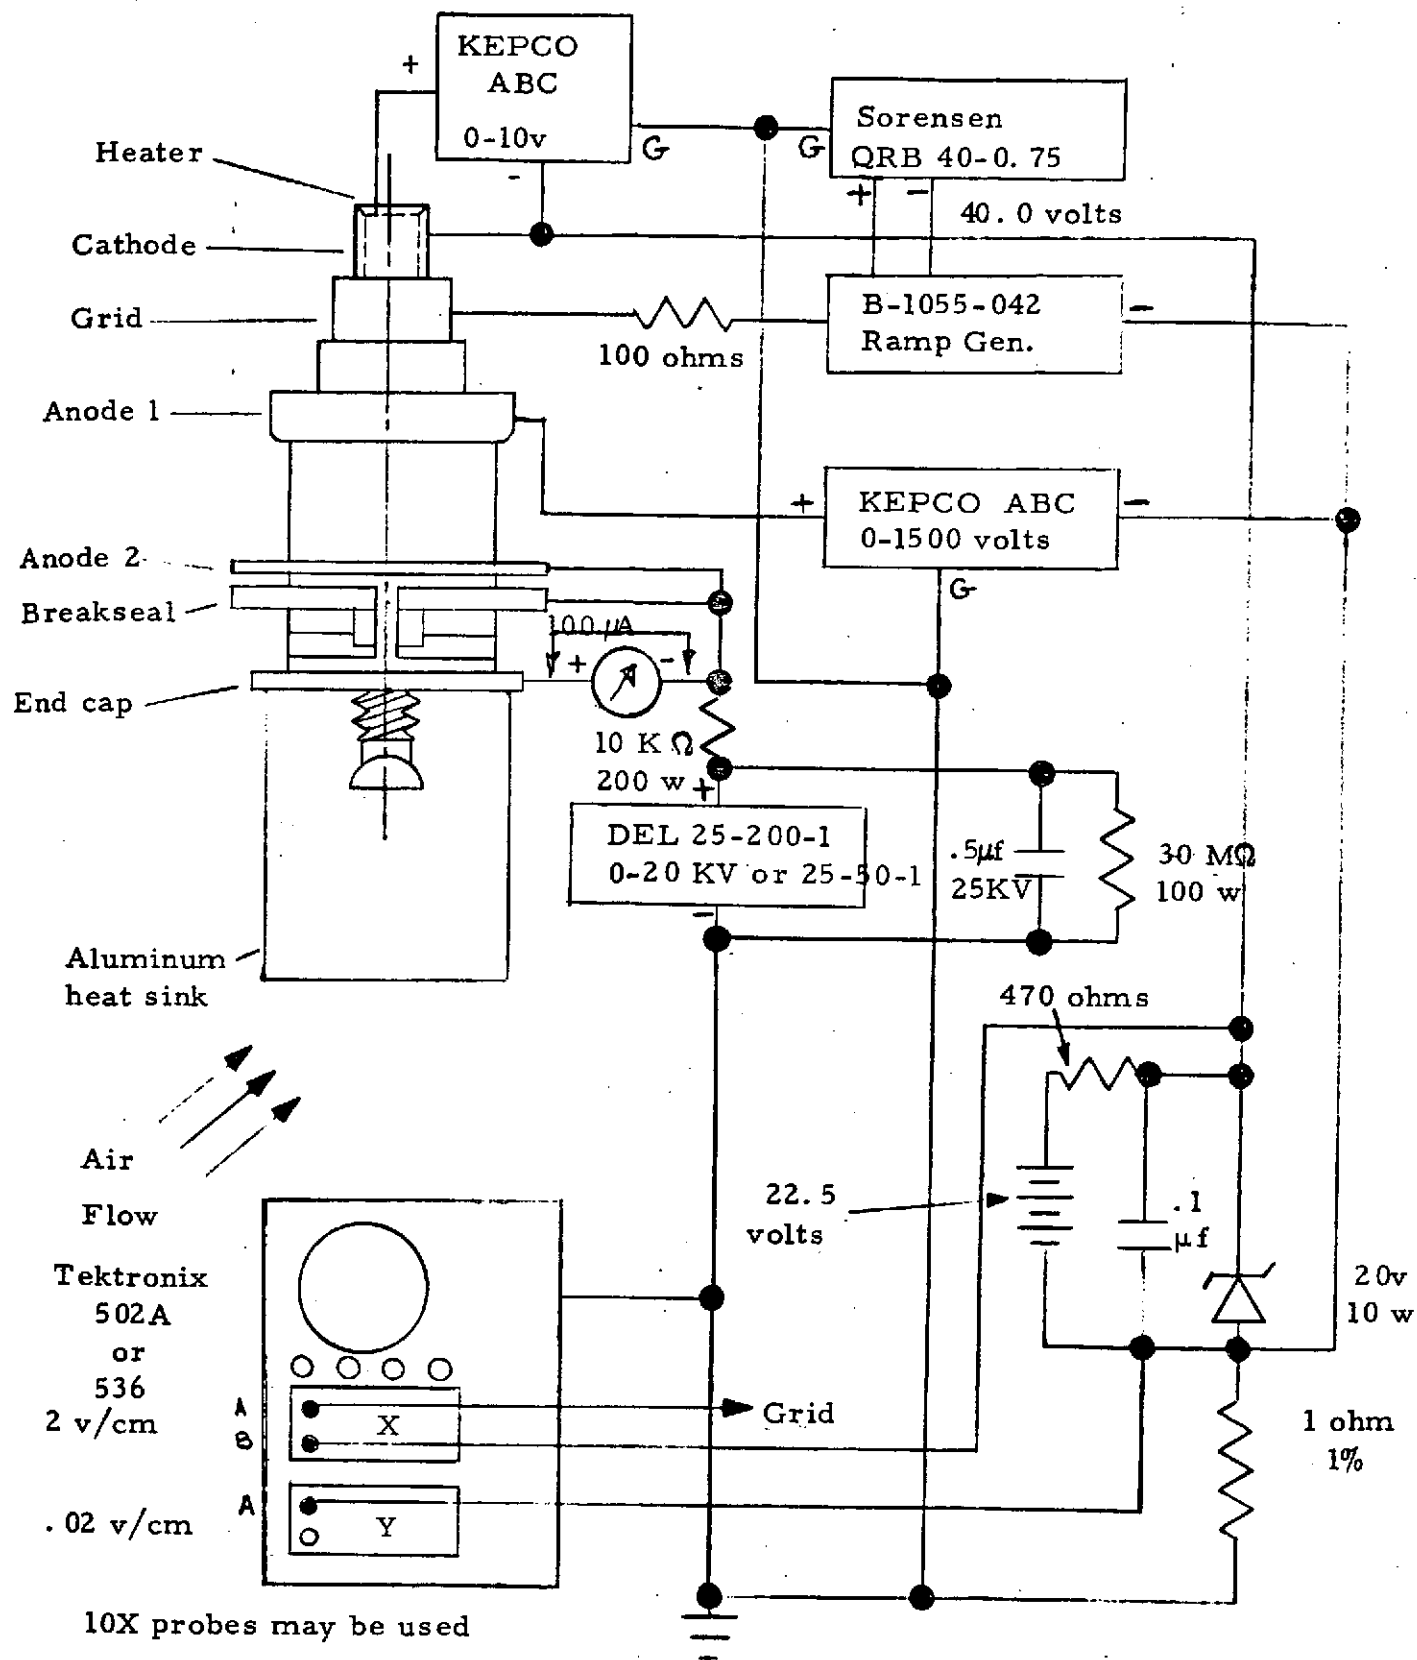 KEPCO
ABC
0-10v
+
-
G
G
Sorensen
QRB 40-0.75
+ -
40.0 volts
Heater
Cathode
Grid
100 ohms
B-1055-042
Ramp Gen.
-
Anode 1
+
KEPCO ABC
0-1500 volts
-
G
Anode 2
Breakseal
100 μA
+ -
End cap
10 K Ω
200 w
+
DEL 25-200-1
0-20 KV or 25-50-1
-
.5μf
25KV
30 MΩ
100 w
Aluminum
heat sink
470 ohms
Air
Flow
22.5
volts
.1
μf
20v
10 w
Tektronix
502A
or
536
2 v/cm
A
B
X
Grid
1 ohm
1%
.02 v/cm
A
Y
10X probes may be used